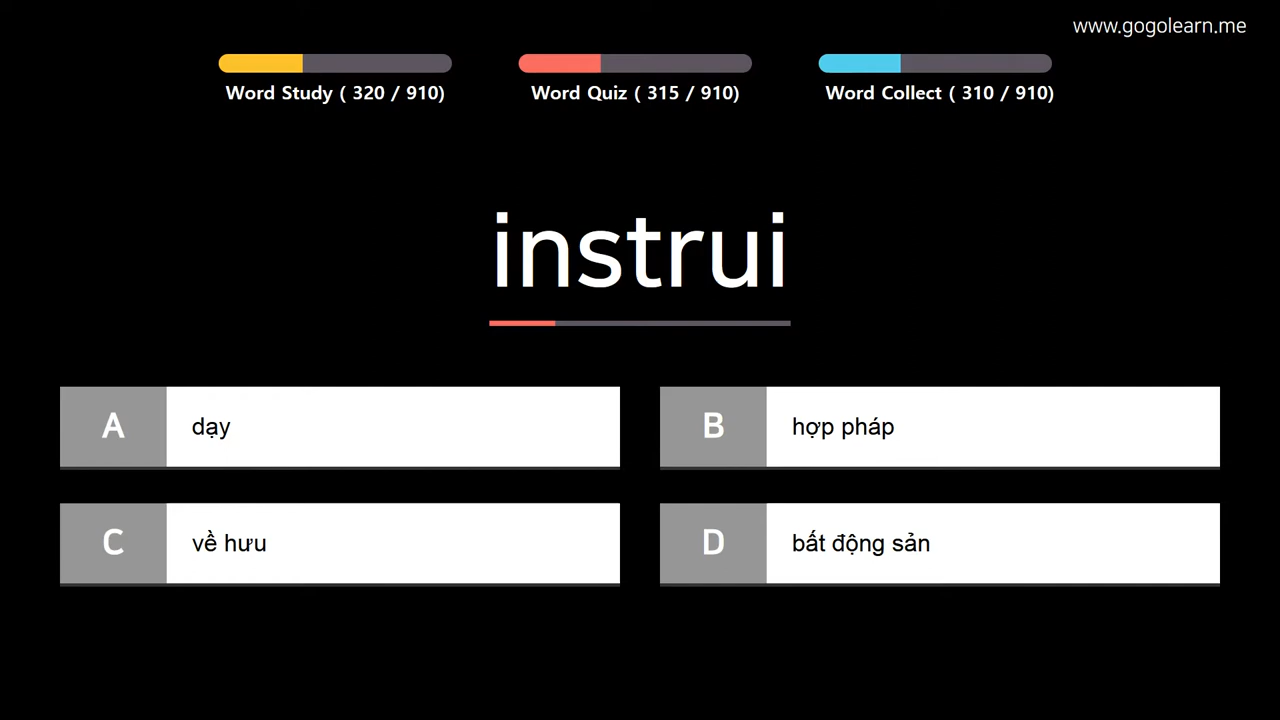 www.gogolearn.me
Word Study ( 320 / 910)
Word Quiz ( 315 / 910)
Word Collect ( 310 / 910)
instrui
A
dạy
B
hợp pháp
C
về hưu
D
bất động sản